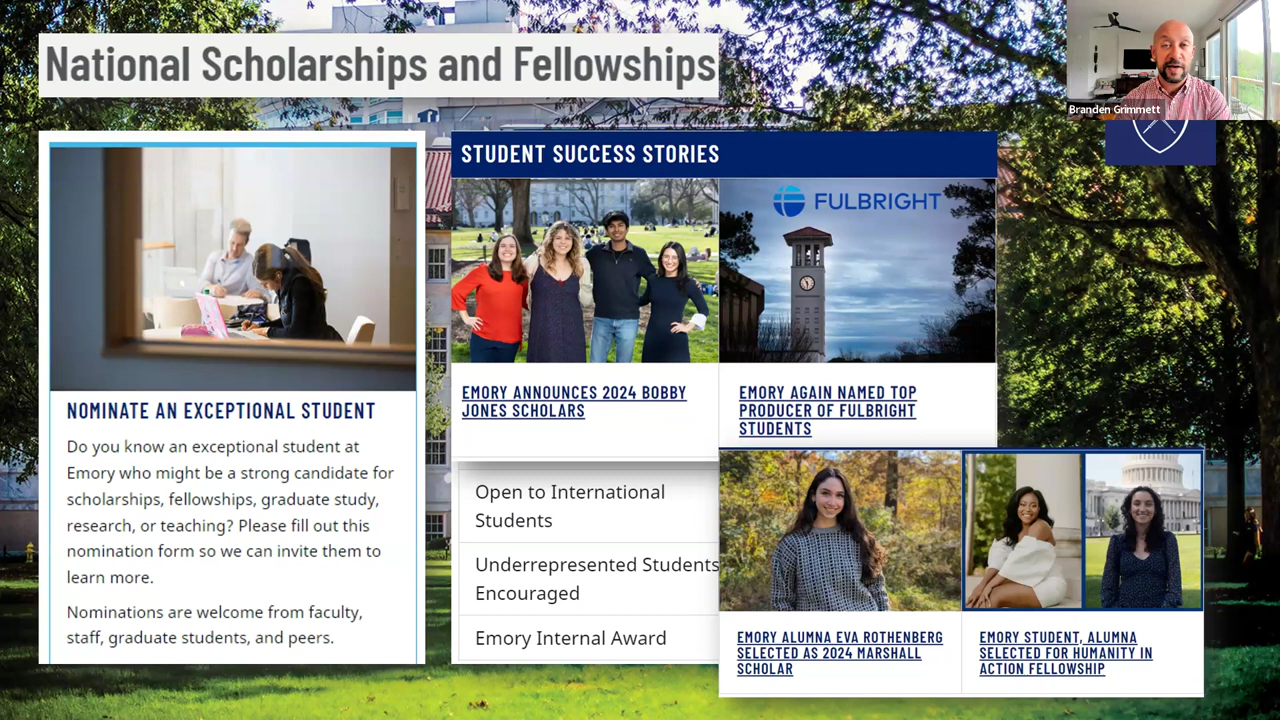 National Scholarships and Fellowships
Branden Grimmett
NOMINATE AN EXCEPTIONAL STUDENT
Do you know an exceptional student at
Emory who might be a strong candidate for
scholarships, fellowships, graduate study,
research, or teaching? Please fill out this
nomination form so we can invite them to
learn more.
Nominations are welcome from faculty,
staff, graduate students, and peers.
STUDENT SUCCESS STORIES
FULBRIGHT
EMORY ANNOUNCES 2024 BOBBY
JONES SCHOLARS
EMORY AGAIN NAMED TOP
PRODUCER OF FULBRIGHT
STUDENTS
Open to International
Students
Underrepresented Students
Encouraged
Emory Internal Award
EMORY ALUMNA EVA ROTHENBERG
SELECTED AS 2024 MARSHALL
SCHOLAR
EMORY STUDENT, ALUMNA
SELECTED FOR HUMANITY IN
ACTION FELLOWSHIP